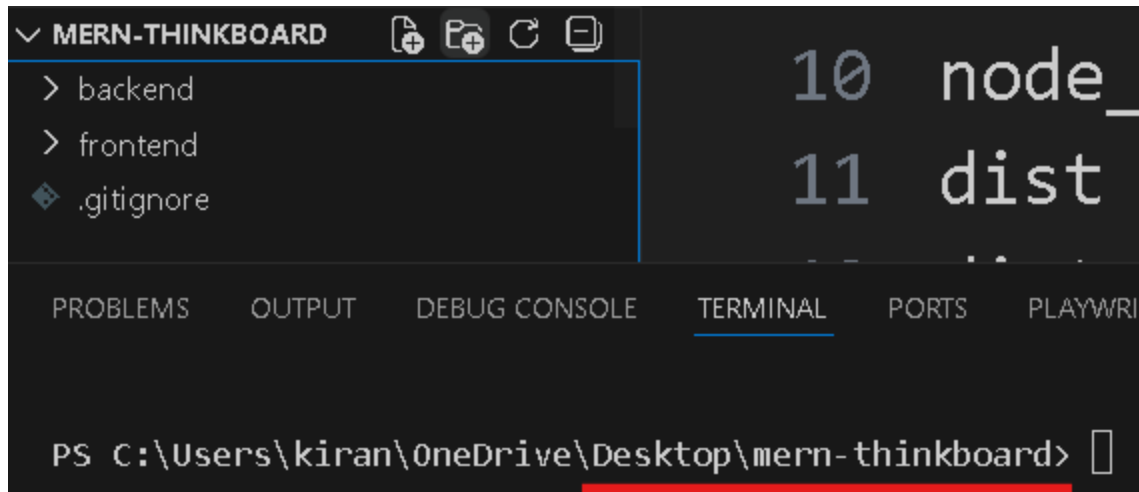 MERN-THINKBOARD
backend
frontend
.gitignore
10 node_
11 dist
PROBLEMS OUTPUT DEBUG CONSOLE TERMINAL PORTS PLAYWRI
PS C:\Users\kiran\OneDrive\Desktop\mern-thinkboard>